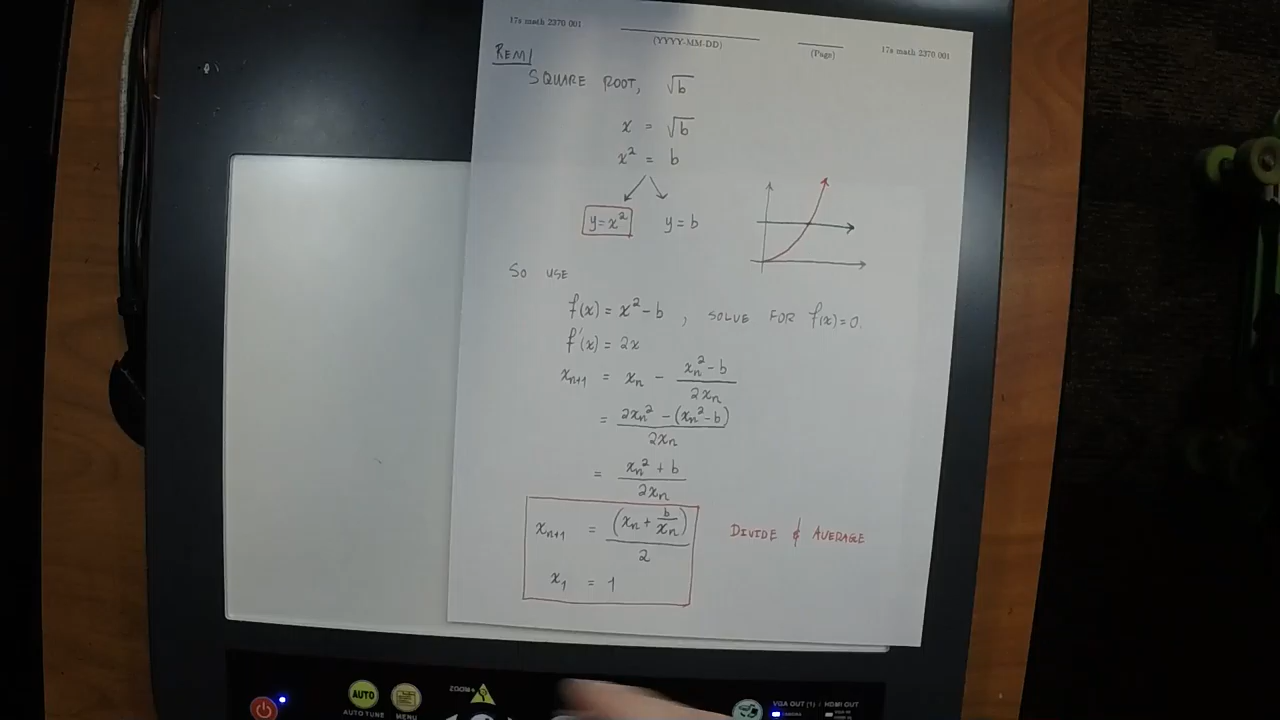 17s math 2370 001
(YYYY-MM-DD)
(Page)
17s math 2370 001
REM/
SQUARE ROOT, √b
x = √b
x² = b
y=x² y=b
SO USE
f(x) = x² - b , SOLVE FOR f(x)=0.
f'(x) = 2x
xₙ₊₁ = xₙ - (xₙ² - b)/(2xₙ)
= (2xₙ² - (xₙ² - b))/(2xₙ)
= (xₙ² + b)/(2xₙ)
xₙ₊₁ = (xₙ + b/xₙ)/2 DIVIDE & AVERAGE
x₁ = 1
AUTO
AUTO TUNE
MENU
ZOOM+
VGA OUT (1) / HDMI OUT